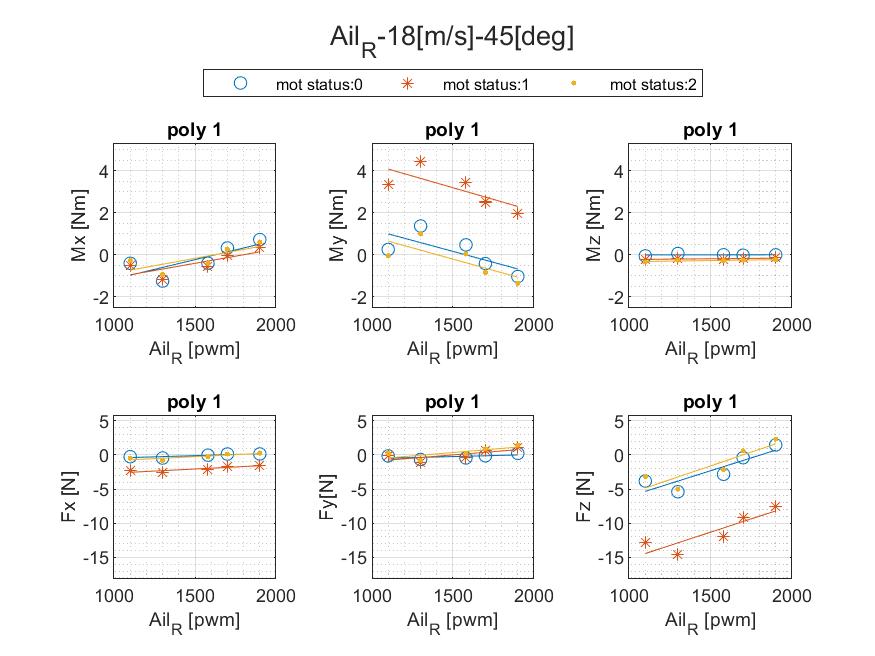 Ail_R-18[m/s]-45[deg]
mot status:0 mot status:1 mot status:2
poly 1 poly 1 poly 1
Mx [Nm] My [Nm] Mz [Nm]
4 4 4
2 2 2
0 0 0
-2 -2 -2
1000 1500 2000 1000 1500 2000 1000 1500 2000
Ail_R [pwm] Ail_R [pwm] Ail_R [pwm]
poly 1 poly 1 poly 1
Fx [N] Fy[N] Fz [N]
5 5 5
0 0 0
-5 -5 -5
-10 -10 -10
-15 -15 -15
1000 1500 2000 1000 1500 2000 1000 1500 2000
Ail_R [pwm] Ail_R [pwm] Ail_R [pwm]